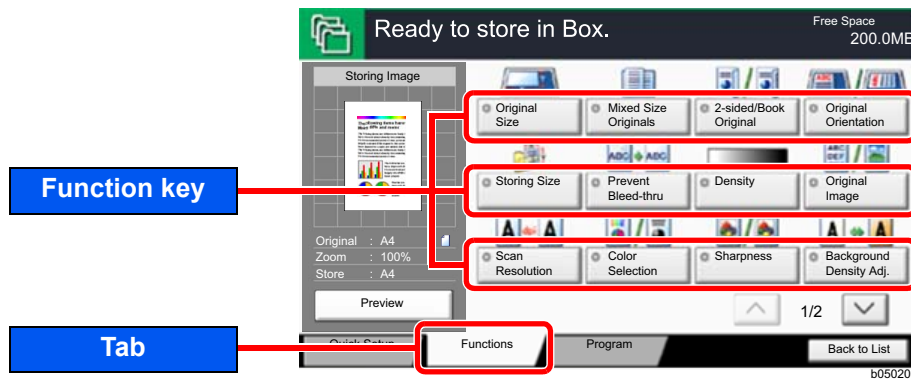 Ready to store in Box.
Free Space
200.0MB
Storing Image
Original
Size
Mixed Size
Originals
2-sided/Book
Original
Original
Orientation
Storing Size
Prevent
Bleed-thru
Density
Original
Image
Function key
Scan
Resolution
Color
Selection
Sharpness
Background
Density Adj.
Original : A4
Zoom : 100%
Store : A4
Preview
1/2
Tab
Quick Setup
Functions
Program
Back to List
b05020